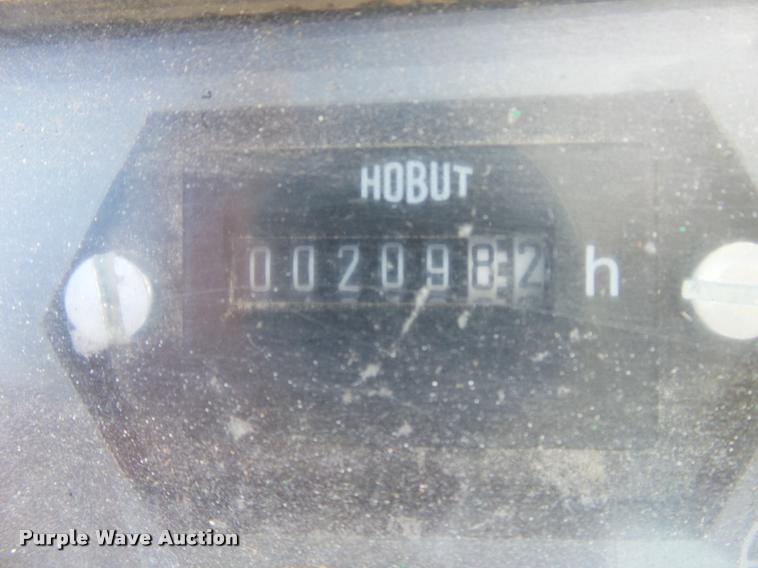 HOBUT
0020982 h
Purple Wave Auction